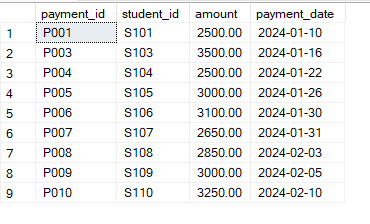 payment_id student_id amount payment_date
1 P001 S101 2500.00 2024-01-10
2 P003 S103 3500.00 2024-01-16
3 P004 S104 2500.00 2024-01-22
4 P005 S105 3000.00 2024-01-26
5 P006 S106 3100.00 2024-01-30
6 P007 S107 2650.00 2024-01-31
7 P008 S108 2850.00 2024-02-03
8 P009 S109 3000.00 2024-02-05
9 P010 S110 3250.00 2024-02-10